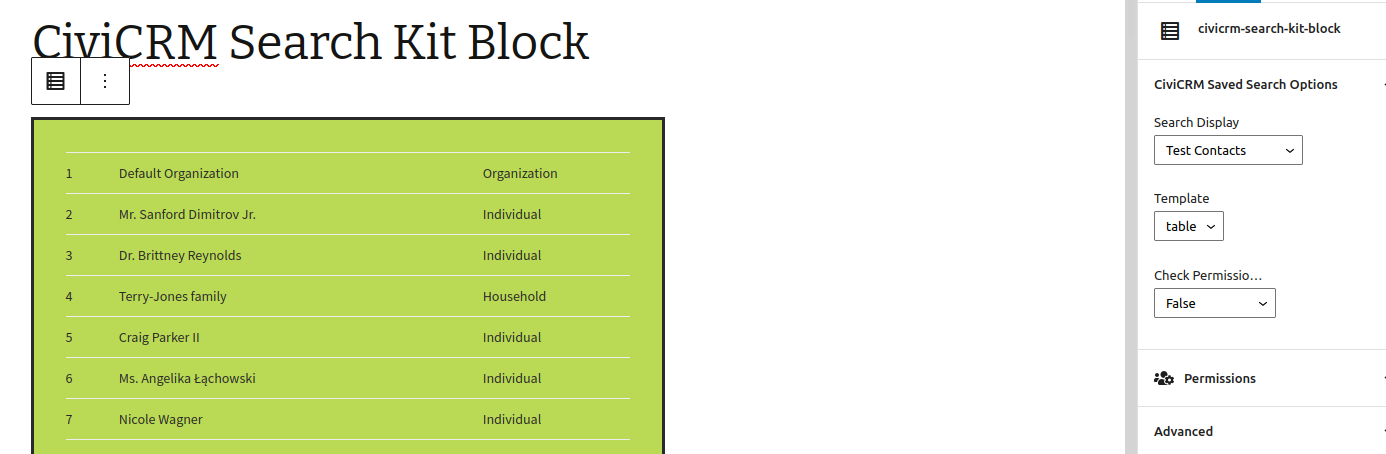 CiviCRM Search Kit Block
1 Default Organization Organization
2 Mr. Sanford Dimitrov Jr. Individual
3 Dr. Brittney Reynolds Individual
4 Terry-Jones family Household
5 Craig Parker II Individual
6 Ms. Angelika Łąchowski Individual
7 Nicole Wagner Individual
civicrm-search-kit-block
CiviCRM Saved Search Options
Search Display
Test Contacts
Template
table
Check Permissio...
False
Permissions
Advanced